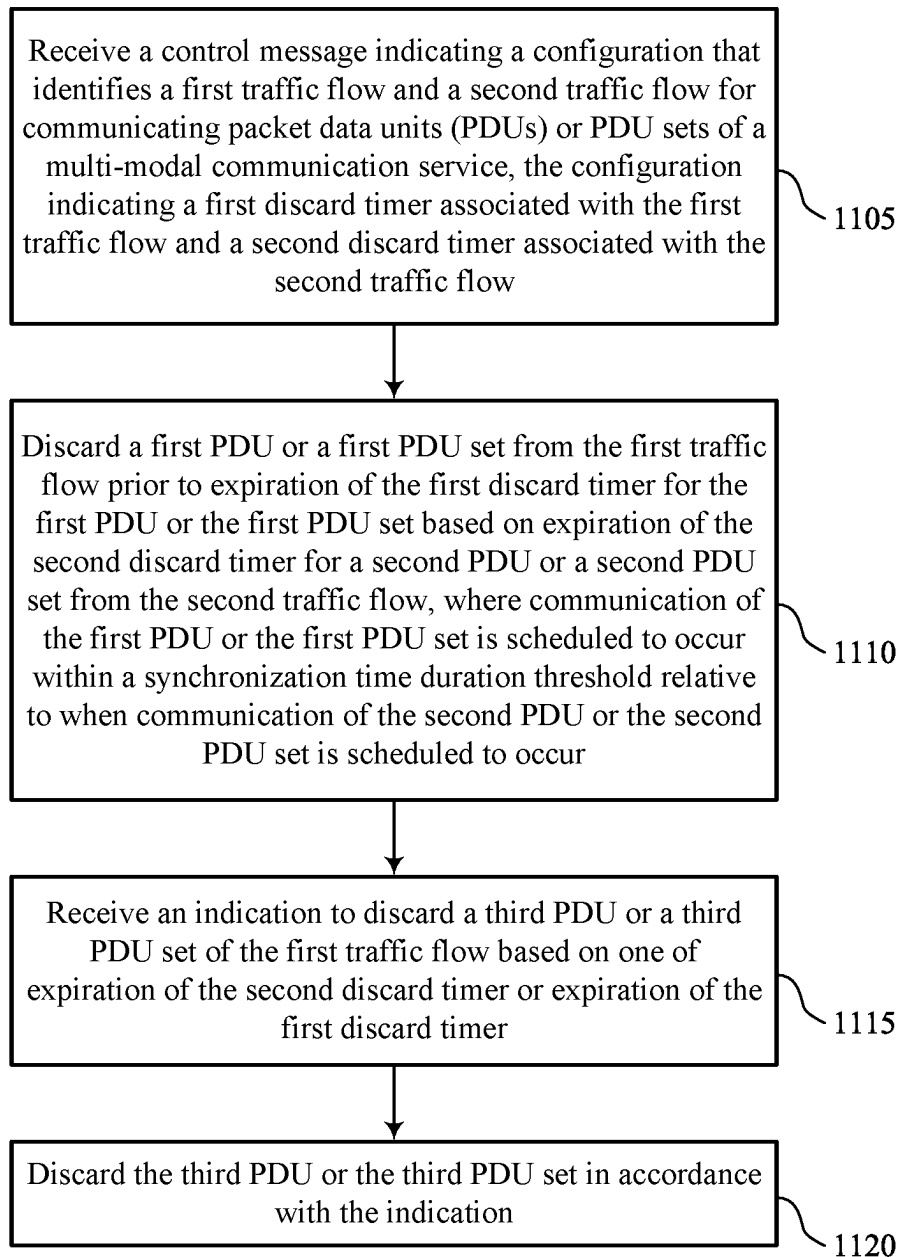 Receive a control message indicating a configuration that
identifies a first traffic flow and a second traffic flow for
communicating packet data units (PDUs) or PDU sets of a
multi-modal communication service, the configuration
indicating a first discard timer associated with the first
traffic flow and a second discard timer associated with the
second traffic flow
1105
Discard a first PDU or a first PDU set from the first traffic
flow prior to expiration of the first discard timer for the
first PDU or the first PDU set based on expiration of the
second discard timer for a second PDU or a second PDU
set from the second traffic flow, where communication of
the first PDU or the first PDU set is scheduled to occur
within a synchronization time duration threshold relative
to when communication of the second PDU or the second
PDU set is scheduled to occur
1110
Receive an indication to discard a third PDU or a third
PDU set of the first traffic flow based on one of
expiration of the second discard timer or expiration of the
first discard timer
1115
Discard the third PDU or the third PDU set in accordance
with the indication
1120